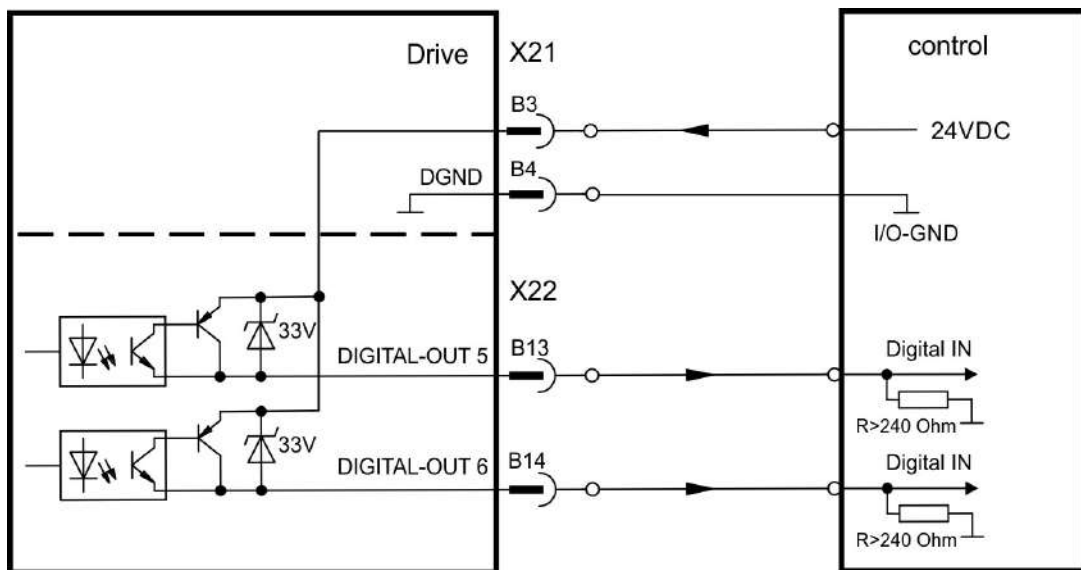 Drive
X21
control
B3
24VDC
B4
DGND
I/O-GND
X22
33V
DIGITAL-OUT 5
B13
Digital IN
R>240 Ohm
33V
DIGITAL-OUT 6
B14
Digital IN
R>240 Ohm